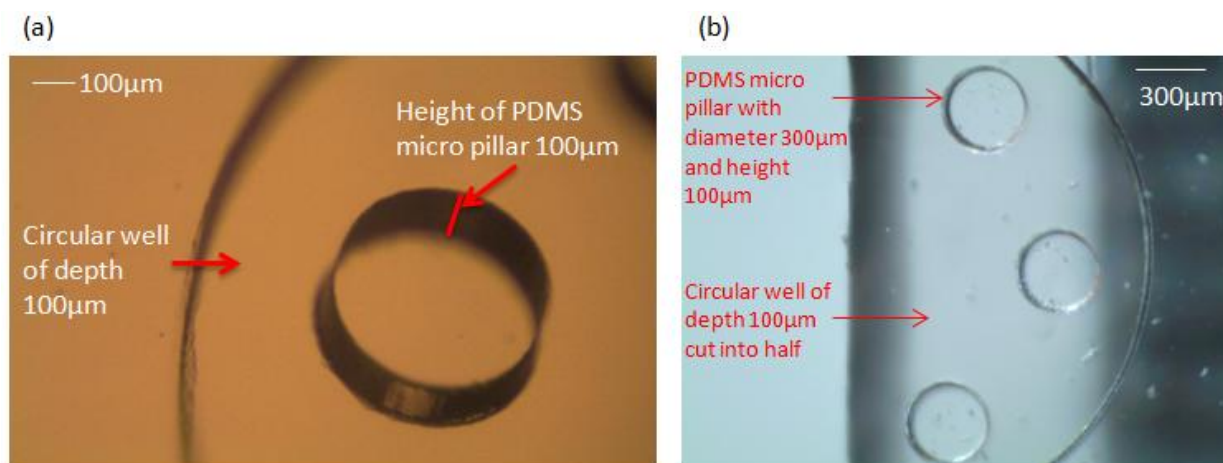 (a)
(b)
100μm
Height of PDMS
micro pillar 100μm
Circular well
of depth
100μm
PDMS micro
pillar with
diameter 300μm
and height
100μm
300μm
Circular well of
depth 100μm
cut into half